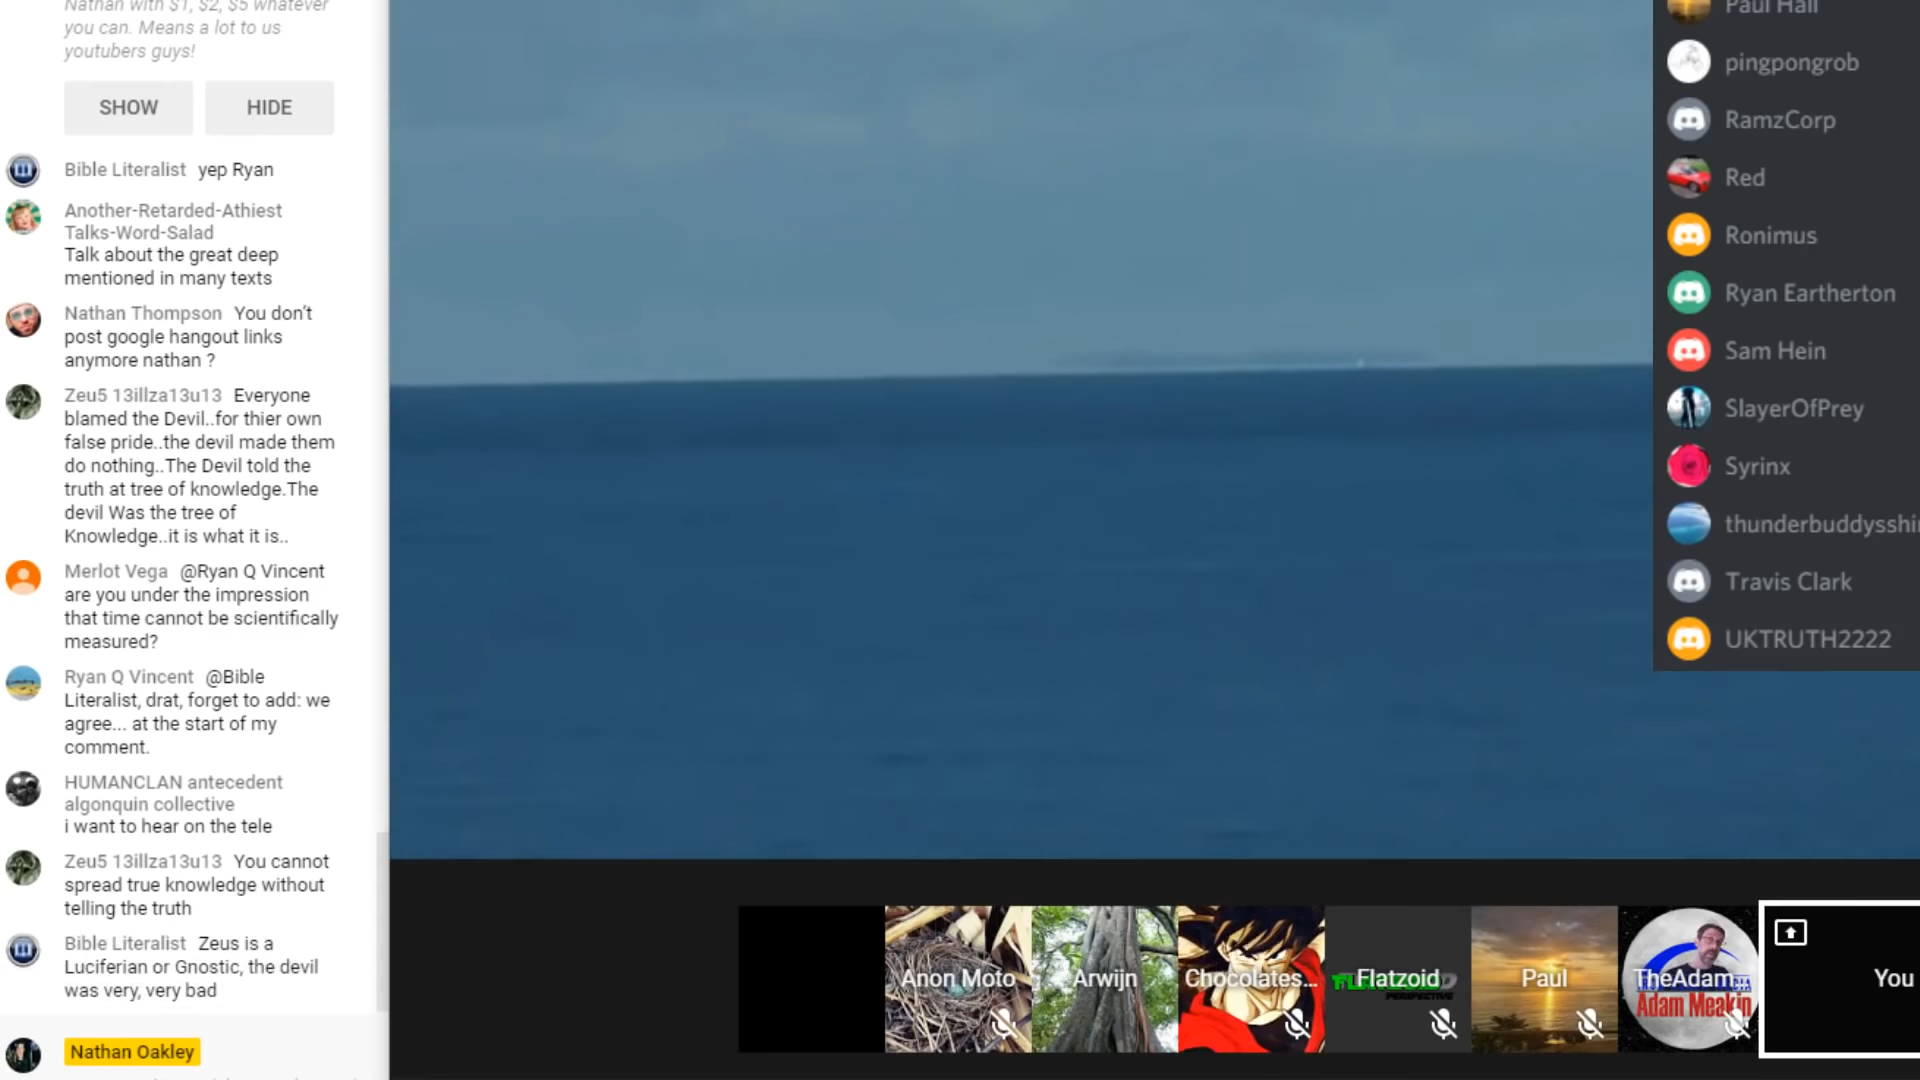 Nathan with $1, $2, $5 whatever
you can. Means a lot to us
youtubers guys!
SHOW HIDE
Bible Literalist yep Ryan
Another-Retarded-Athiest
Talks-Word-Salad
Talk about the great deep
mentioned in many texts
Nathan Thompson You don't
post google hangout links
anymore nathan ?
Zeu5 13illza13u13 Everyone
blamed the Devil..for thier own
false pride..the devil made them
do nothing..The Devil told the
truth at tree of knowledge.The
devil Was the tree of
Knowledge..it is what it is..
Merlot Vega @Ryan Q Vincent
are you under the impression
that time cannot be scientifically
measured?
Ryan Q Vincent @Bible
Literalist, drat, forget to add: we
agree... at the start of my
comment.
HUMANCLAN antecedent
algonquin collective
i want to hear on the tele
Zeu5 13illza13u13 You cannot
spread true knowledge without
telling the truth
Bible Literalist Zeus is a
Luciferian or Gnostic, the devil
was very, very bad
Nathan Oakley
Paul Hall
pingpongrob
RamzCorp
Red
Ronimus
Ryan Eartherton
Sam Hein
SlayerOfPrey
Syrinx
thunderbuddysshi
Travis Clark
UKTRUTH2222
Anon Moto
Arwijn
Chocolates...
Flatzoid
PERSPECTIVE
Paul
TheAdam...
Adam Meakin
You